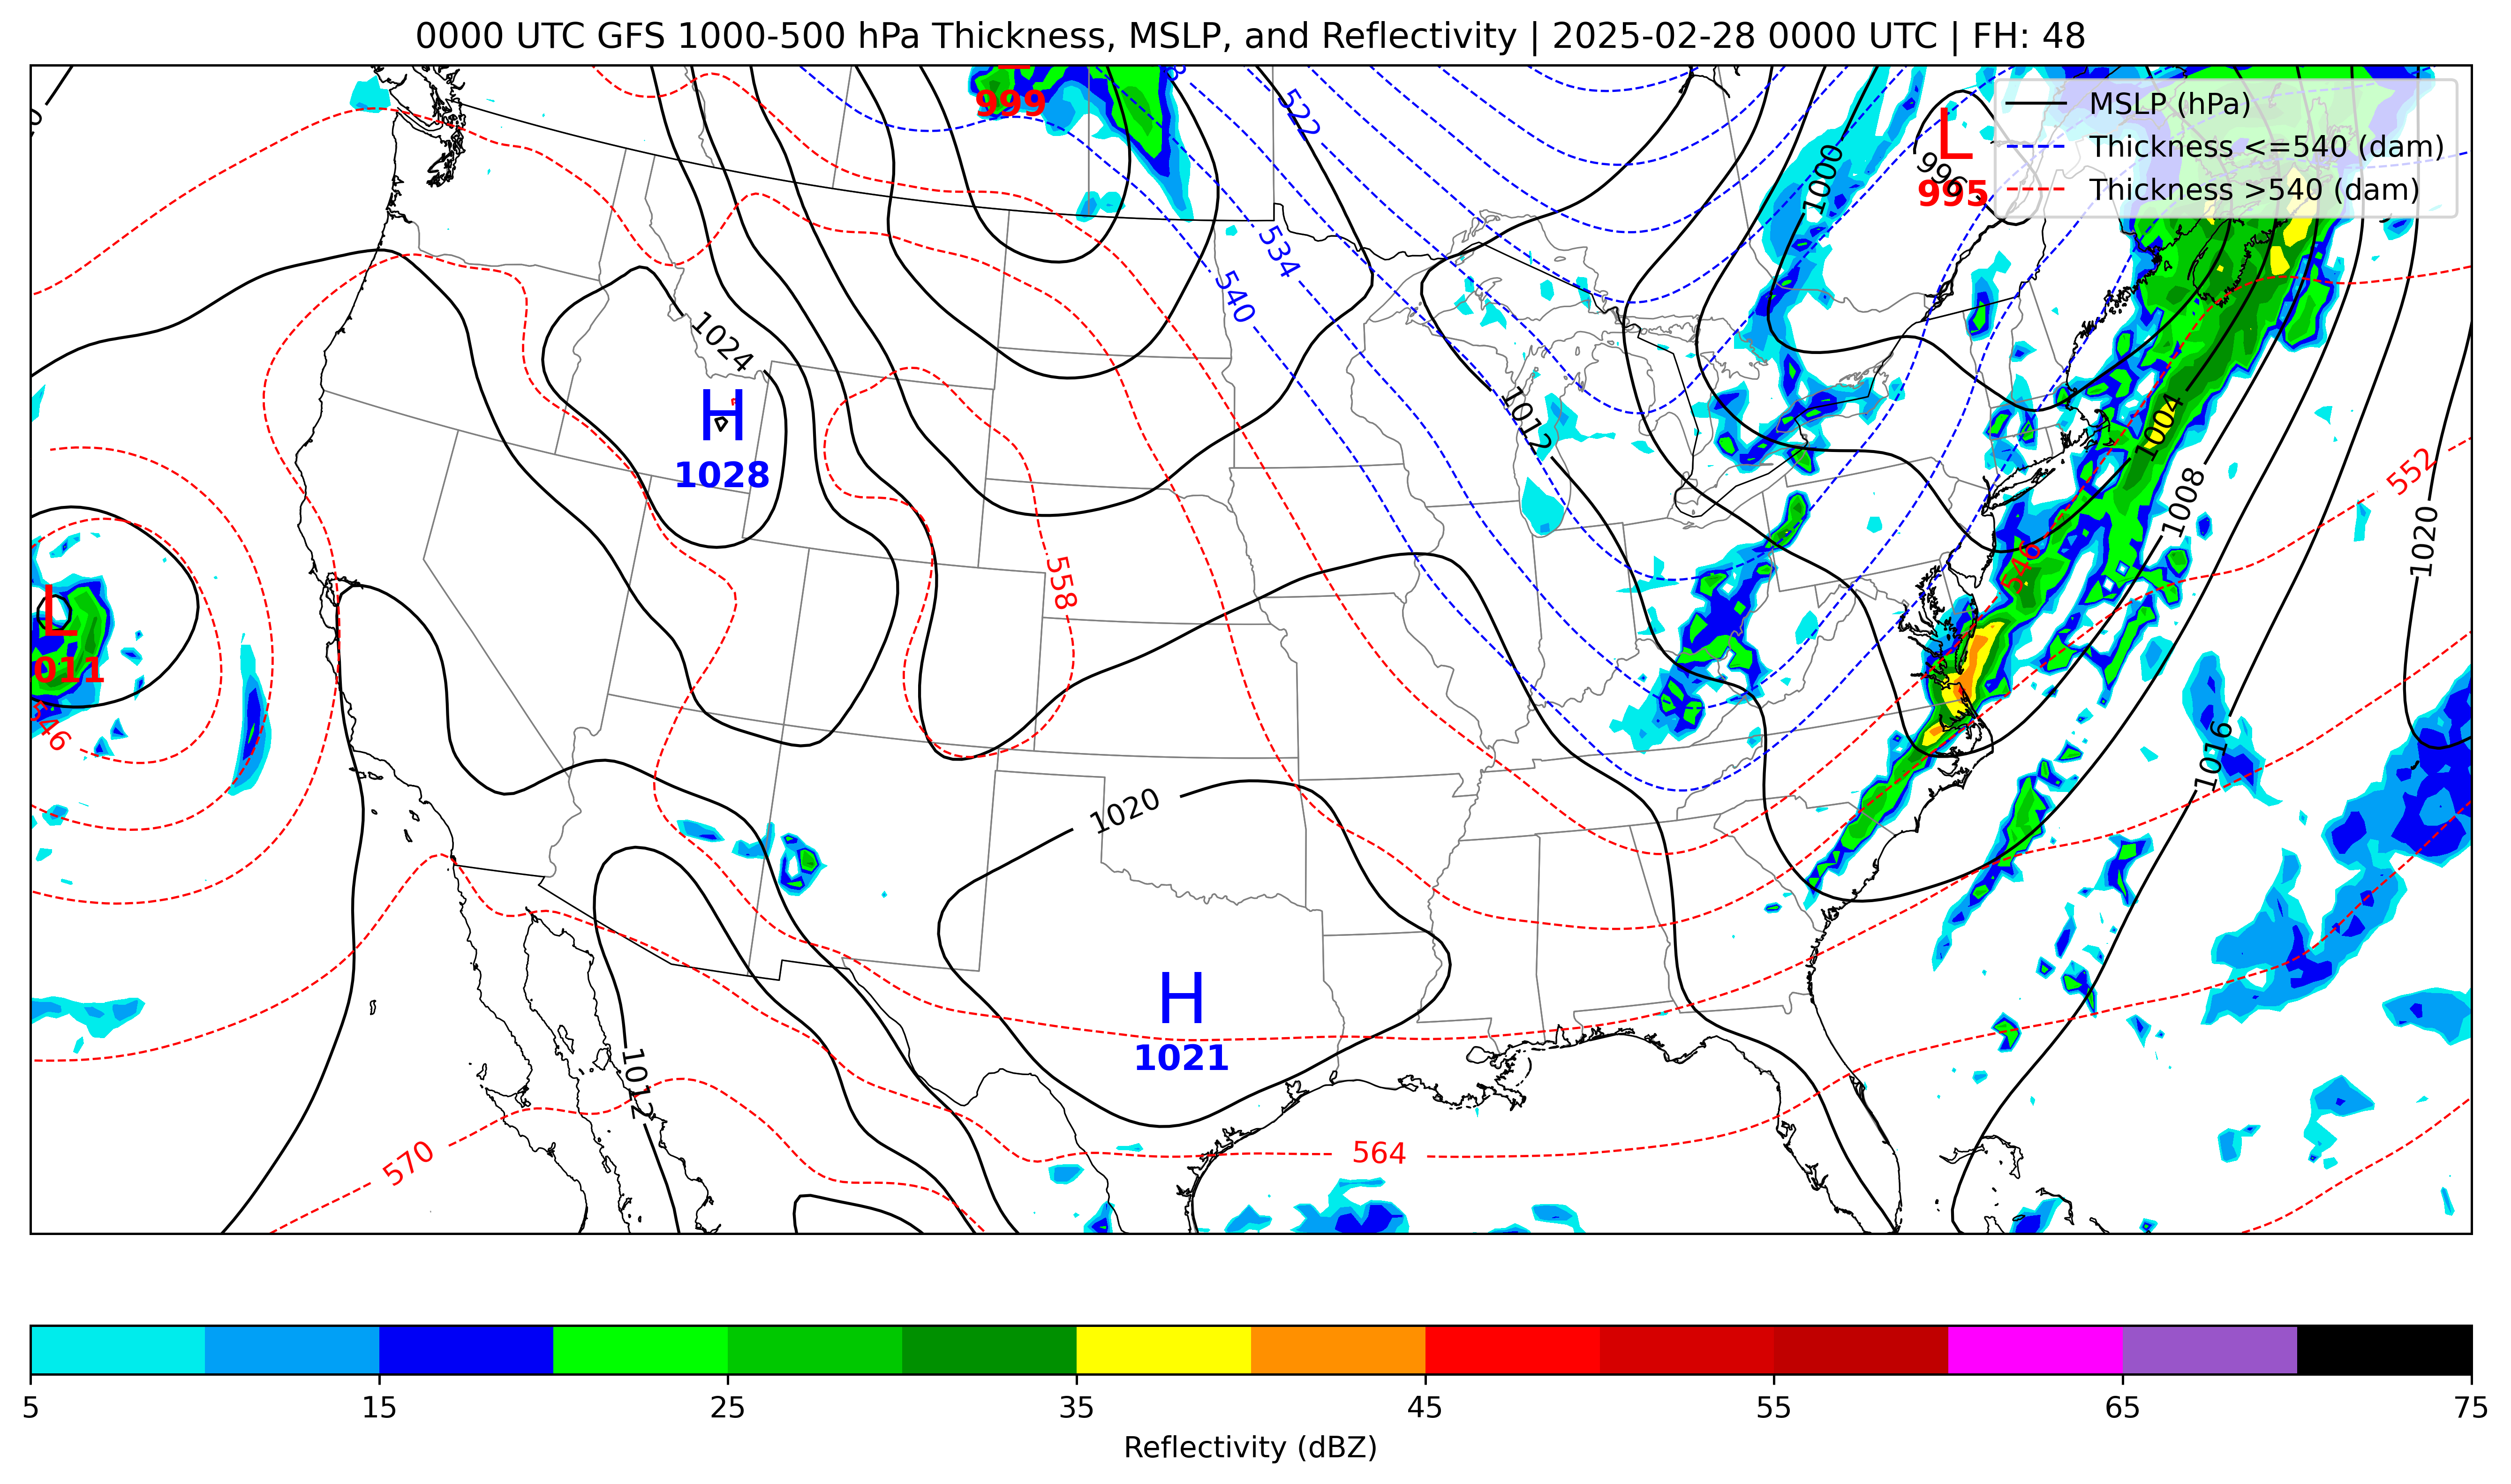 0000 UTC GFS 1000-500 hPa Thickness, MSLP, and Reflectivity | 2025-02-28 0000 UTC | FH: 48
MSLP (hPa)
Thickness <=540 (dam)
Thickness >540 (dam)
L
999
522
1000
L
996
995
534
540
1024
H
1028
1012
1004
552
1008
1020
546
558
L
011
546
1016
1020
H
1021
1012
570
564
5 15 25 35 45 55 65 75
Reflectivity (dBZ)